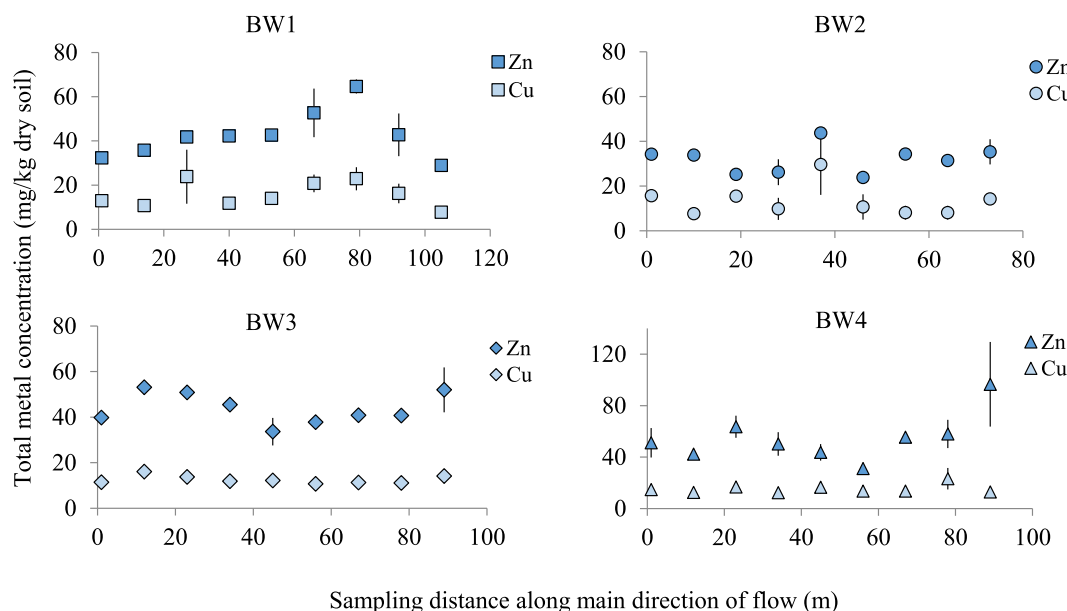 BW1
80
60
40
20
0
0 20 40 60 80 100 120
Zn
Cu
BW2
80
60
40
20
0
0 20 40 60 80
Zn
Cu
BW3
80
60
40
20
0
0 20 40 60 80 100
Zn
Cu
BW4
120
80
40
0
0 20 40 60 80 100
Zn
Cu
Total metal concentration (mg/kg dry soil)
Sampling distance along main direction of flow (m)